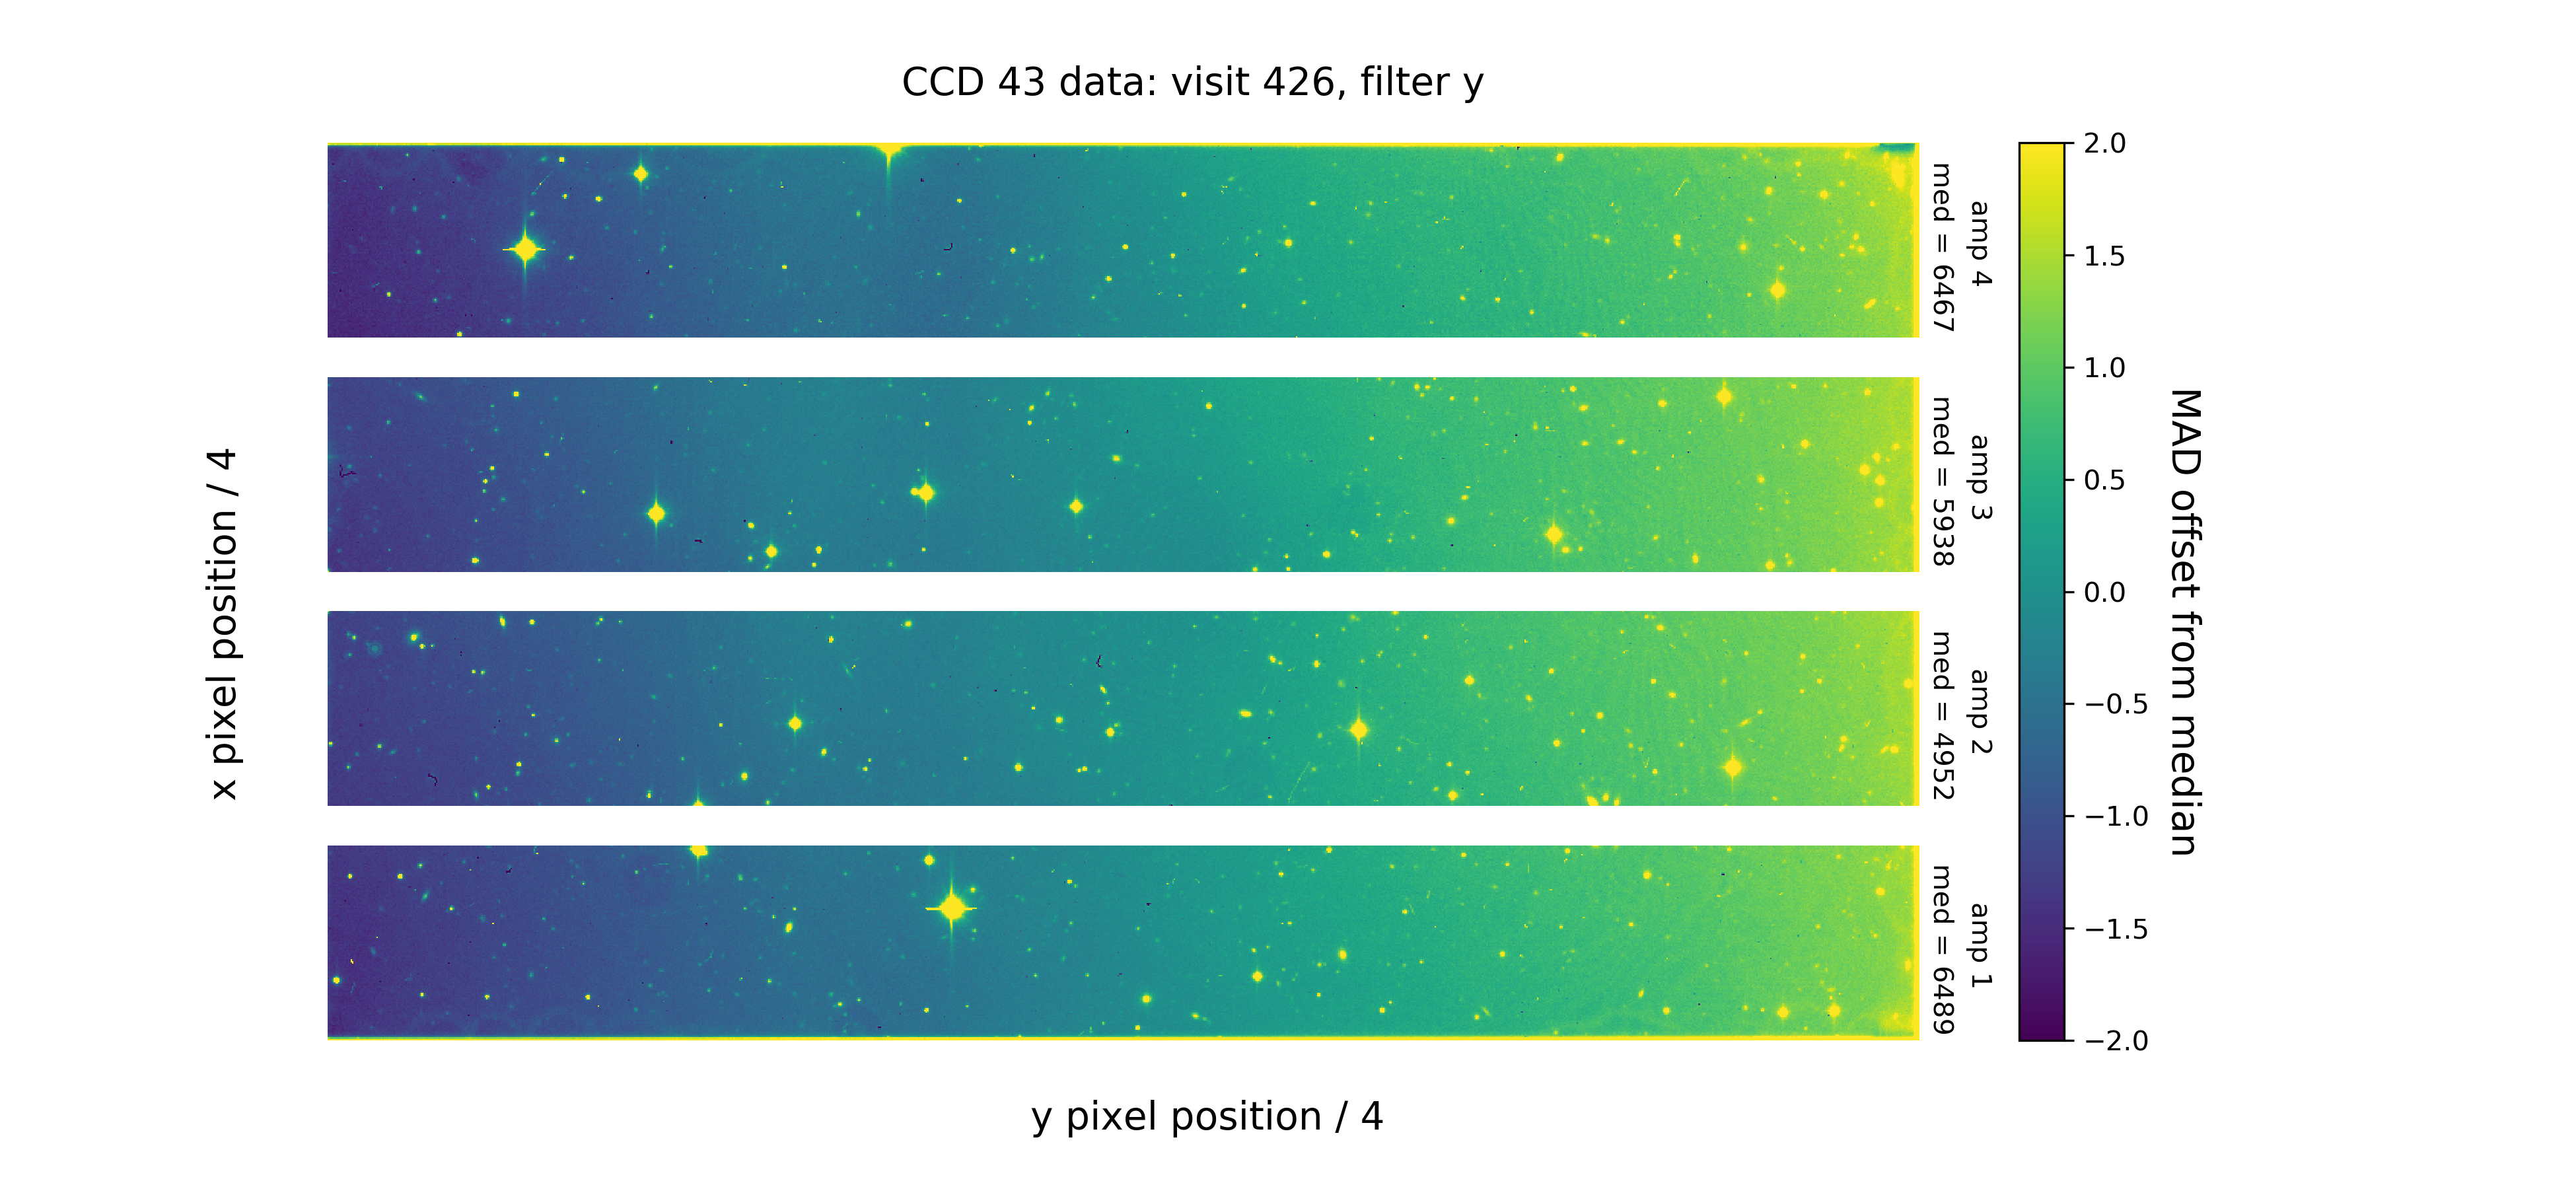 CCD 43 data: visit 426, filter y
x pixel position / 4
amp 4
med = 6467
amp 3
med = 5938
amp 2
med = 4952
amp 1
med = 6489
y pixel position / 4
2.0
1.5
1.0
0.5
0.0
−0.5
−1.0
−1.5
−2.0
MAD offset from median